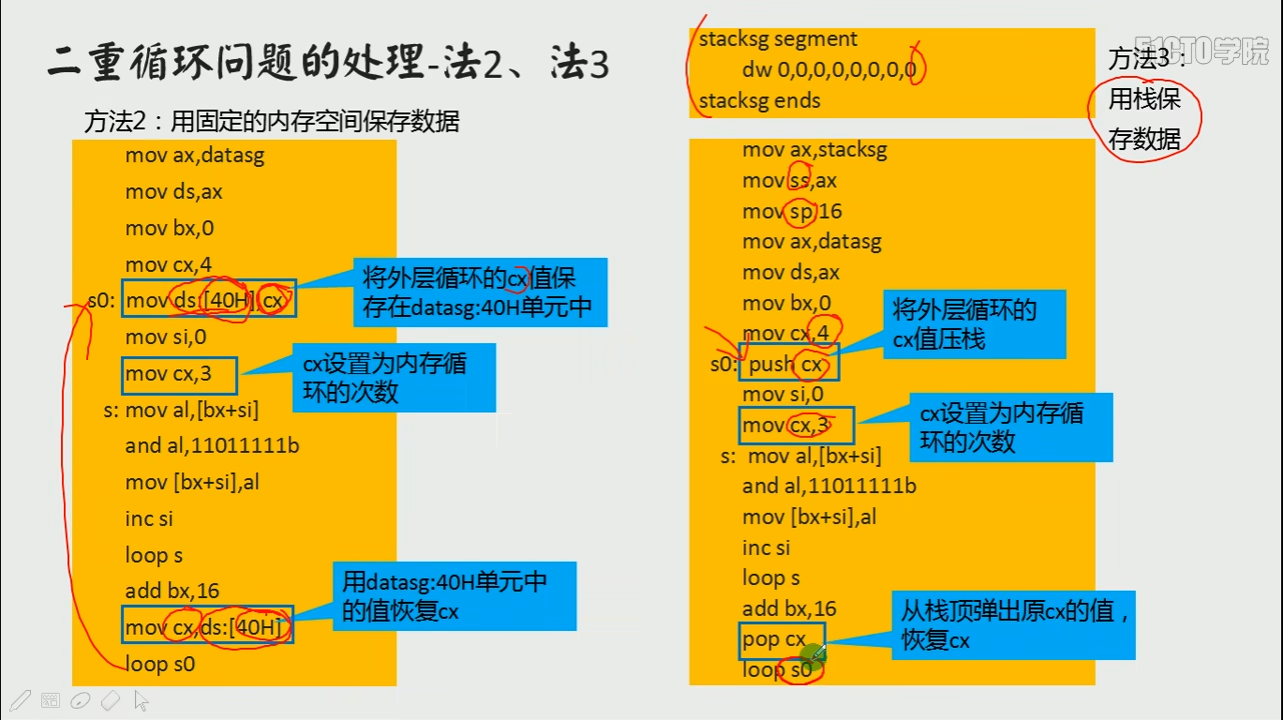 二重循环问题的处理-法2、法3
方法2：用固定的内存空间保存数据
mov ax,datasg
mov ds,ax
mov bx,0
mov cx,4
s0: mov ds:[40H],cx
mov si,0
mov cx,3
s: mov al,[bx+si]
and al,11011111b
mov [bx+si],al
inc si
loop s
add bx,16
mov cx,ds:[40H]
loop s0
将外层循环的cx值保
存在datasg:40H单元中
cx设置为内存循
环的次数
用datasg:40H单元中
的值恢复cx
stacksg segment
dw 0,0,0,0,0,0,0,0
stacksg ends
51CTO学院
方法3：
用栈保
存数据
mov ax,stacksg
mov ss,ax
mov sp,16
mov ax,datasg
mov ds,ax
mov bx,0
mov cx,4
s0: push cx
mov si,0
mov cx,3
s: mov al,[bx+si]
and al,11011111b
mov [bx+si],al
inc si
loop s
add bx,16
pop cx
loop s0
将外层循环的
cx值压栈
cx设置为内存循
环的次数
从栈顶弹出原cx的值，
恢复cx